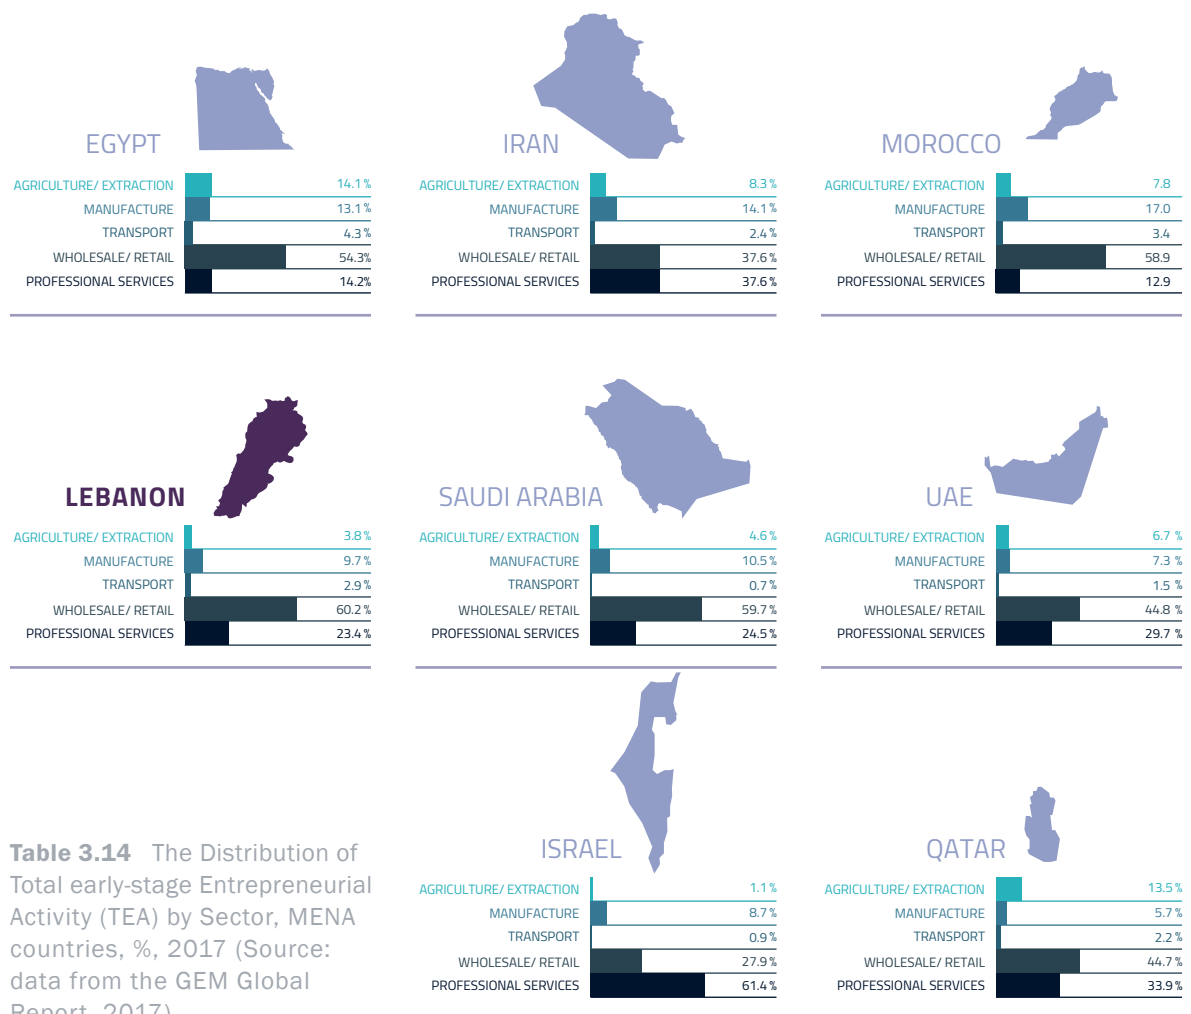 EGYPT
AGRICULTURE/ EXTRACTION 14.1%
MANUFACTURE 13.1%
TRANSPORT 4.3%
WHOLESALE/ RETAIL 54.3%
PROFESSIONAL SERVICES 14.2%
IRAN
AGRICULTURE/ EXTRACTION 8.3%
MANUFACTURE 14.1%
TRANSPORT 2.4%
WHOLESALE/ RETAIL 37.6%
PROFESSIONAL SERVICES 37.6%
MOROCCO
AGRICULTURE/ EXTRACTION 7.8
MANUFACTURE 17.0
TRANSPORT 3.4
WHOLESALE/ RETAIL 58.9
PROFESSIONAL SERVICES 12.9
LEBANON
AGRICULTURE/ EXTRACTION 3.8%
MANUFACTURE 9.7%
TRANSPORT 2.9%
WHOLESALE/ RETAIL 60.2%
PROFESSIONAL SERVICES 23.4%
SAUDI ARABIA
AGRICULTURE/ EXTRACTION 4.6%
MANUFACTURE 10.5%
TRANSPORT 0.7%
WHOLESALE/ RETAIL 59.7%
PROFESSIONAL SERVICES 24.5%
UAE
AGRICULTURE/ EXTRACTION 6.7 %
MANUFACTURE 7.3 %
TRANSPORT 1.5 %
WHOLESALE/ RETAIL 44.8 %
PROFESSIONAL SERVICES 29.7 %
Table 3.14 The Distribution of
Total early-stage Entrepreneurial
Activity (TEA) by Sector, MENA
countries, %, 2017 (Source:
data from the GEM Global
Report, 2017)
ISRAEL
AGRICULTURE/ EXTRACTION 1.1%
MANUFACTURE 8.7%
TRANSPORT 0.9%
WHOLESALE/ RETAIL 27.9%
PROFESSIONAL SERVICES 61.4%
QATAR
AGRICULTURE/ EXTRACTION 13.5%
MANUFACTURE 5.7%
TRANSPORT 2.2%
WHOLESALE/ RETAIL 44.7%
PROFESSIONAL SERVICES 33.9%